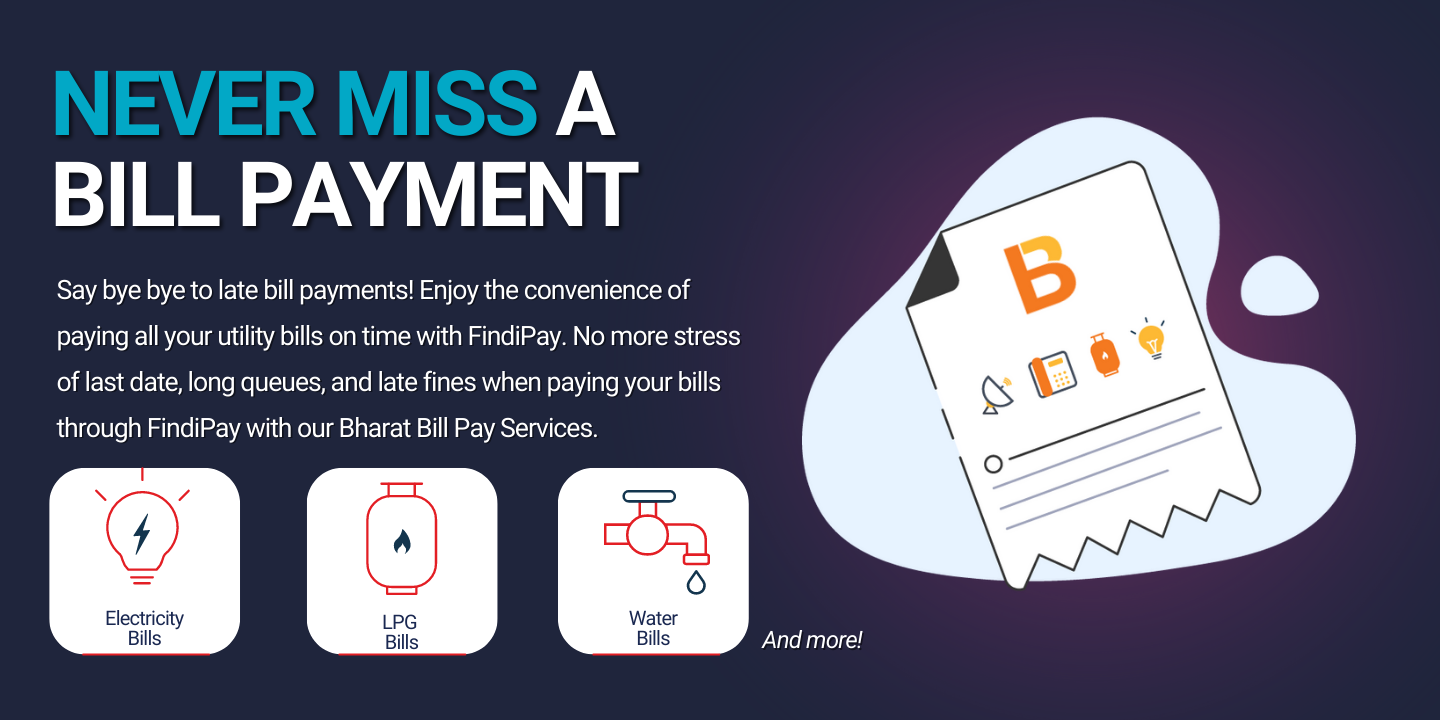 NEVER MISS A
BILL PAYMENT
Say bye bye to late bill payments! Enjoy the convenience of
paying all your utility bills on time with FindiPay. No more stress
of last date, long queues, and late fines when paying your bills
through FindiPay with our Bharat Bill Pay Services.
B
Electricity
Bills
LPG
Bills
Water
Bills
And more!